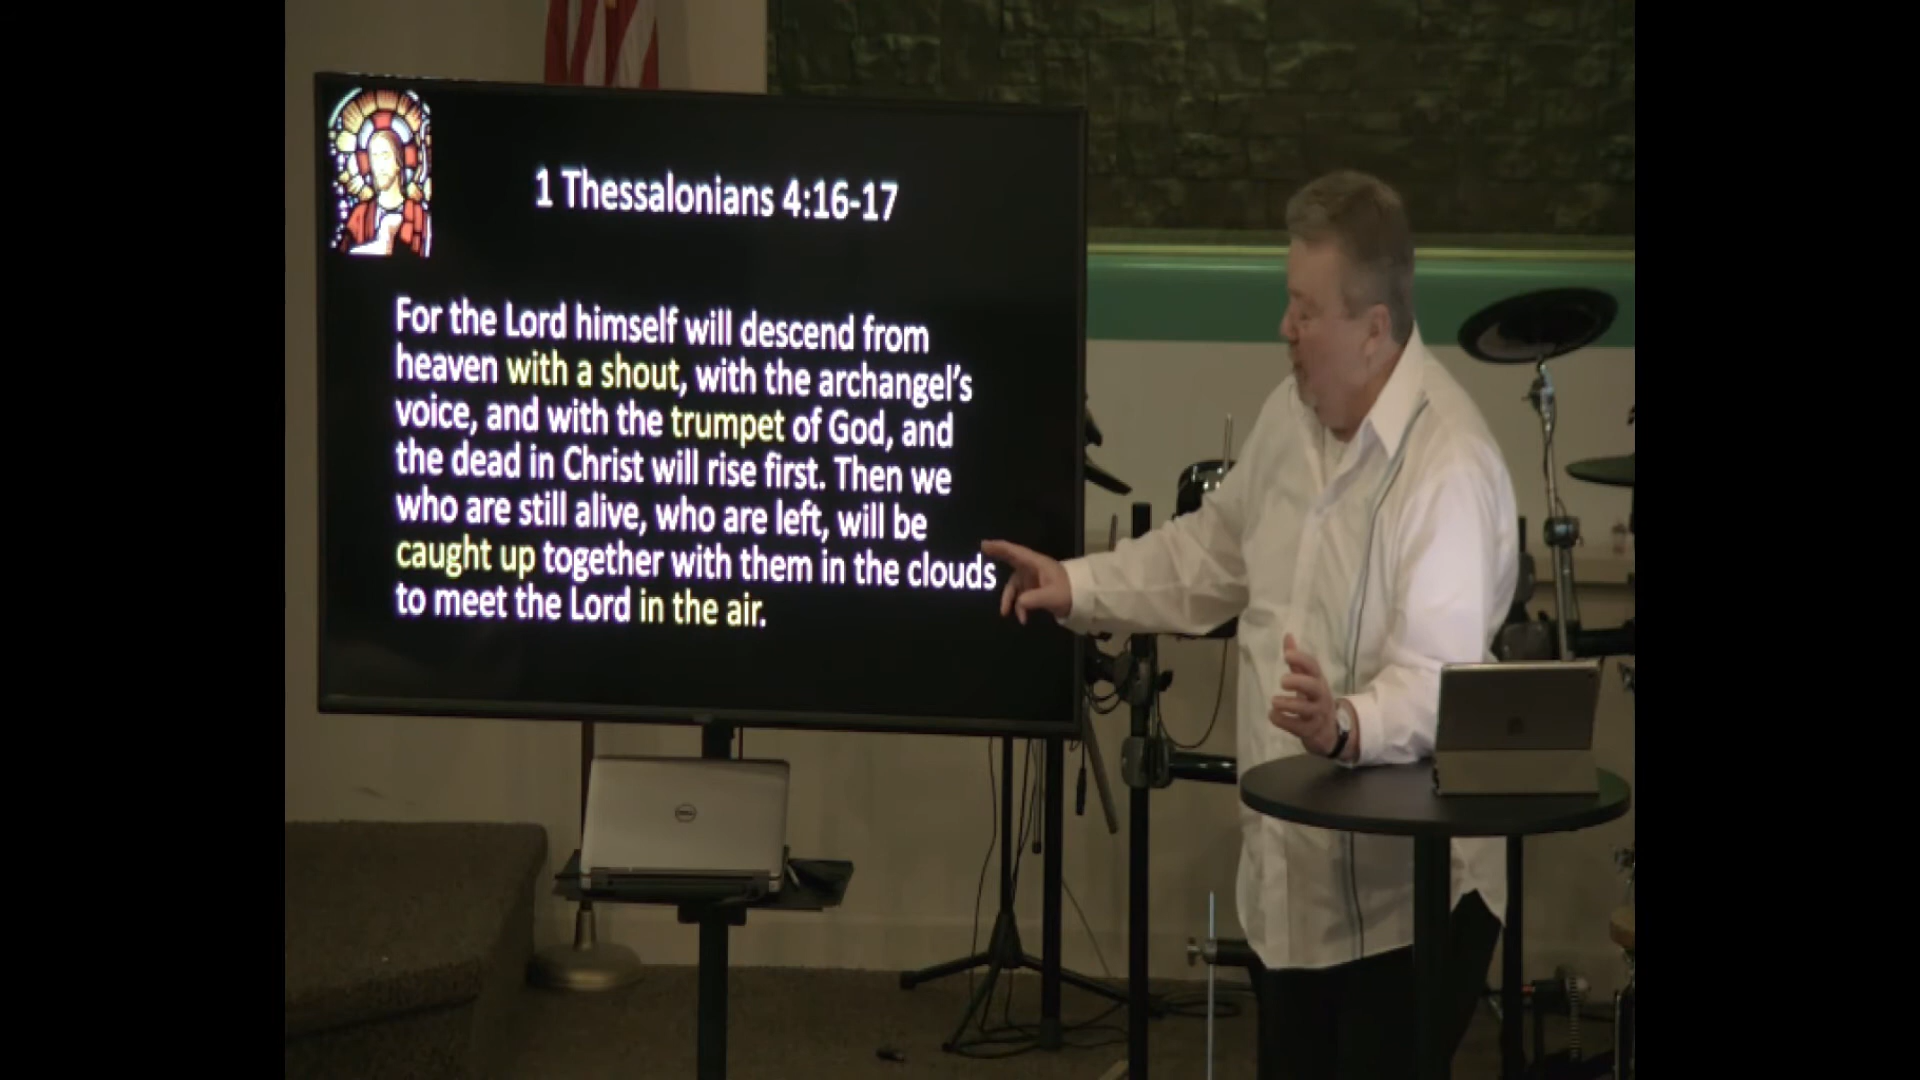 1 Thessalonians 4:16-17
For the Lord himself will descend from
heaven with a shout, with the archangel's
voice, and with the trumpet of God, and
the dead in Christ will rise first. Then we
who are still alive, who are left, will be
caught up together with them in the clouds
to meet the Lord in the air.
DELL